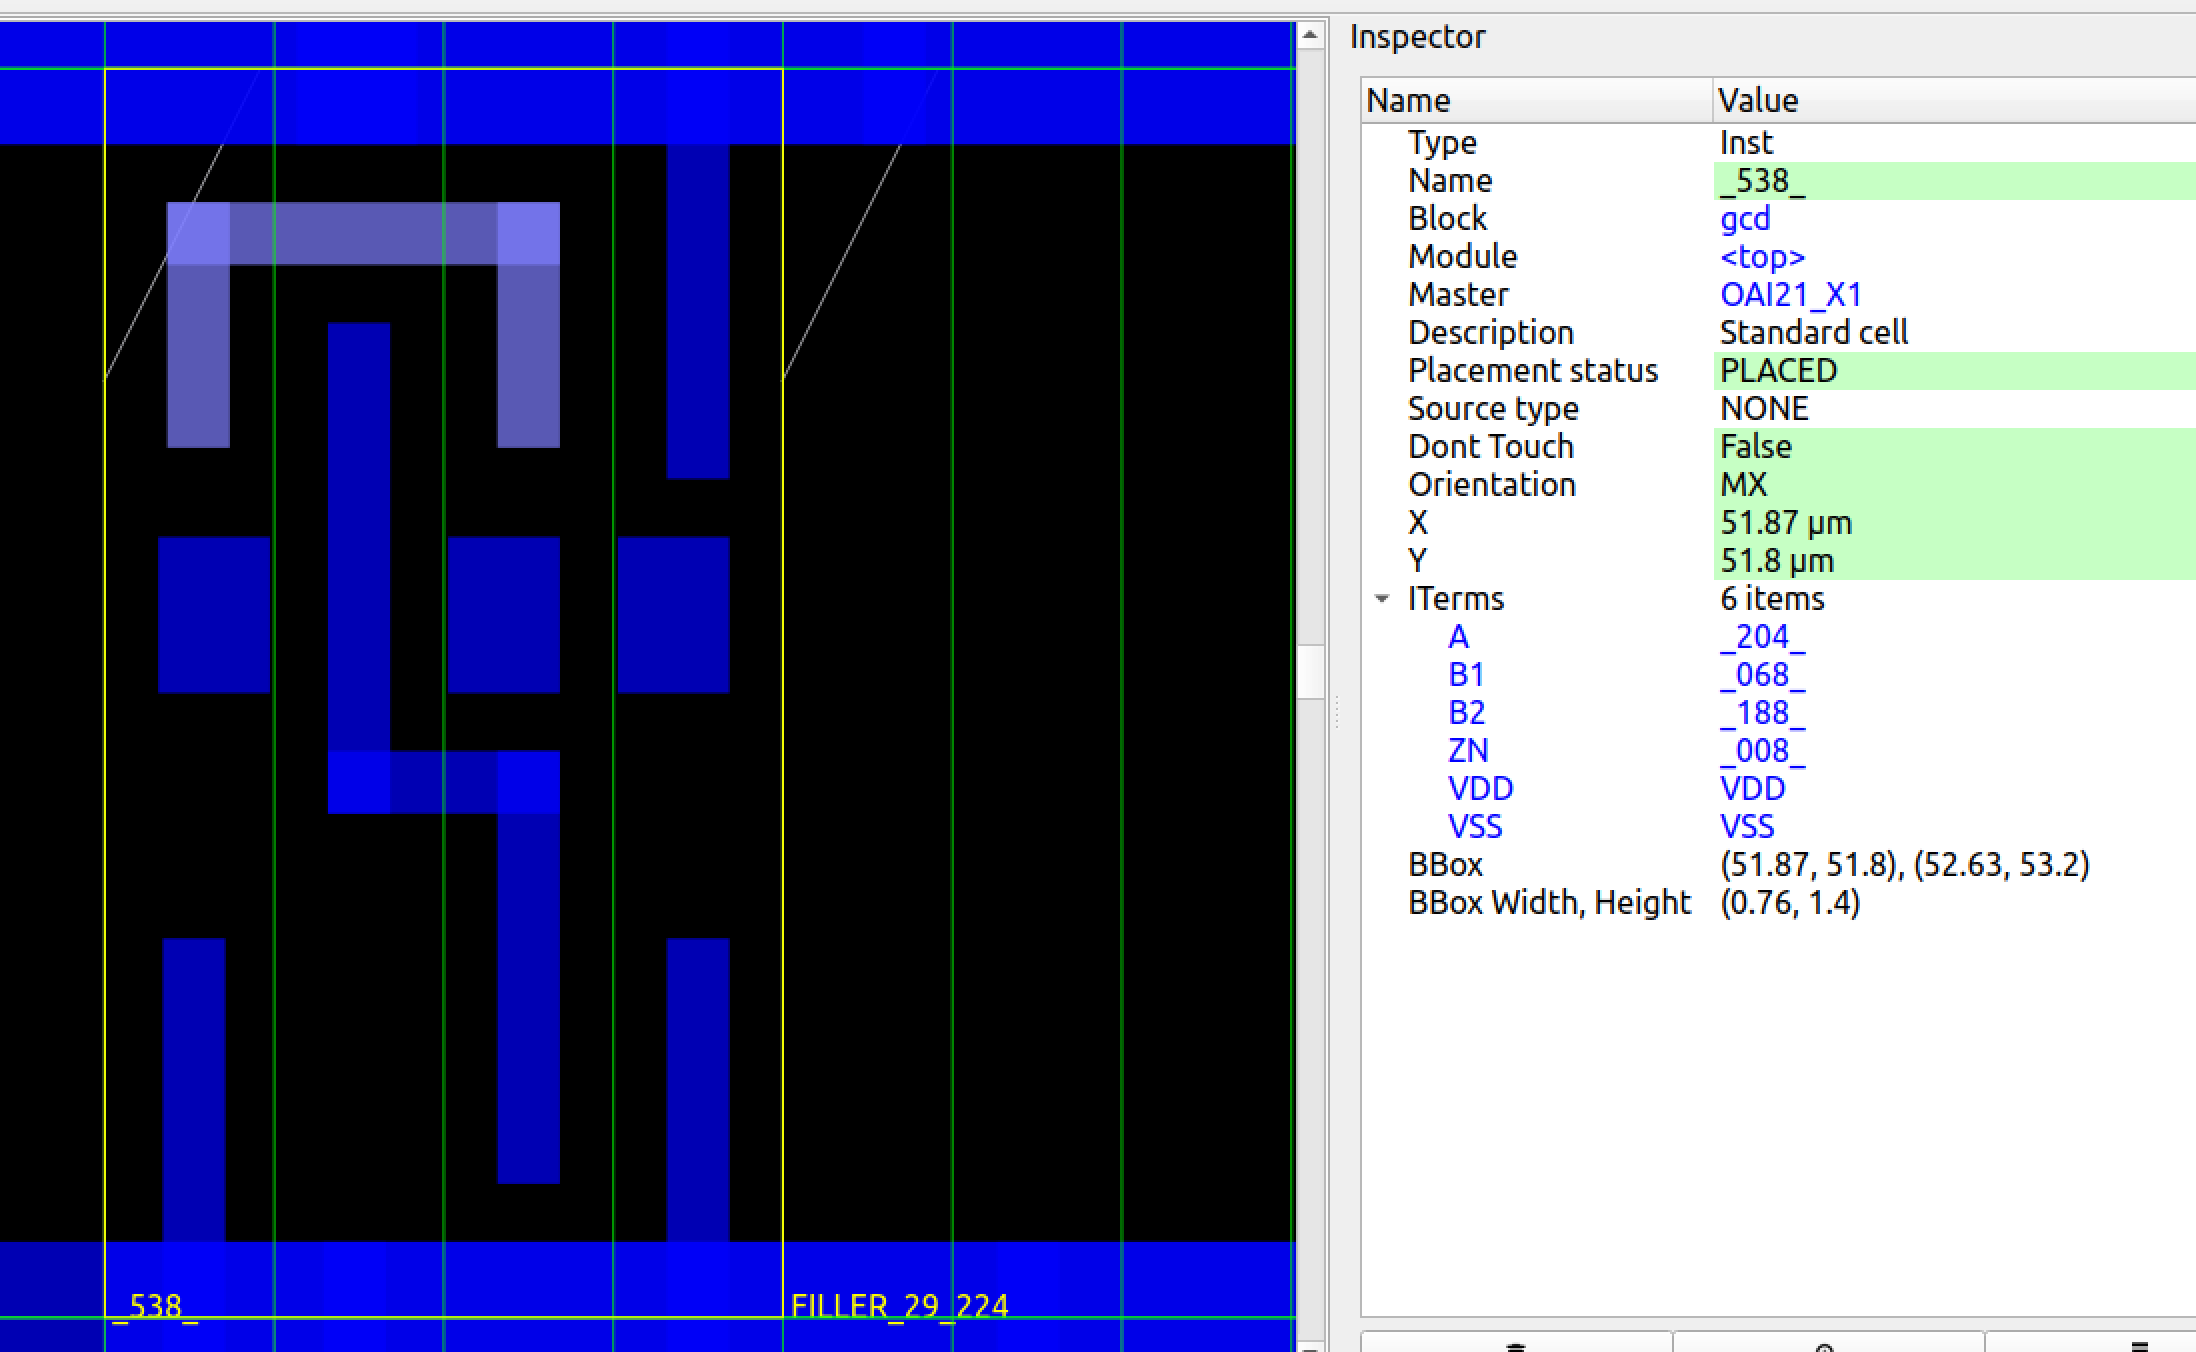 Inspector
Name Value
Type Inst
Name _538_
Block gcd
Module <top>
Master OAI21_X1
Description Standard cell
Placement status PLACED
Source type NONE
Dont Touch False
Orientation MX
X 51.87 μm
Y 51.8 μm
ITerms 6 items
A _204_
B1 _068_
B2 _188_
ZN _008_
VDD VDD
VSS VSS
BBox (51.87, 51.8), (52.63, 53.2)
BBox Width, Height (0.76, 1.4)
_538_
FILLER_29_224